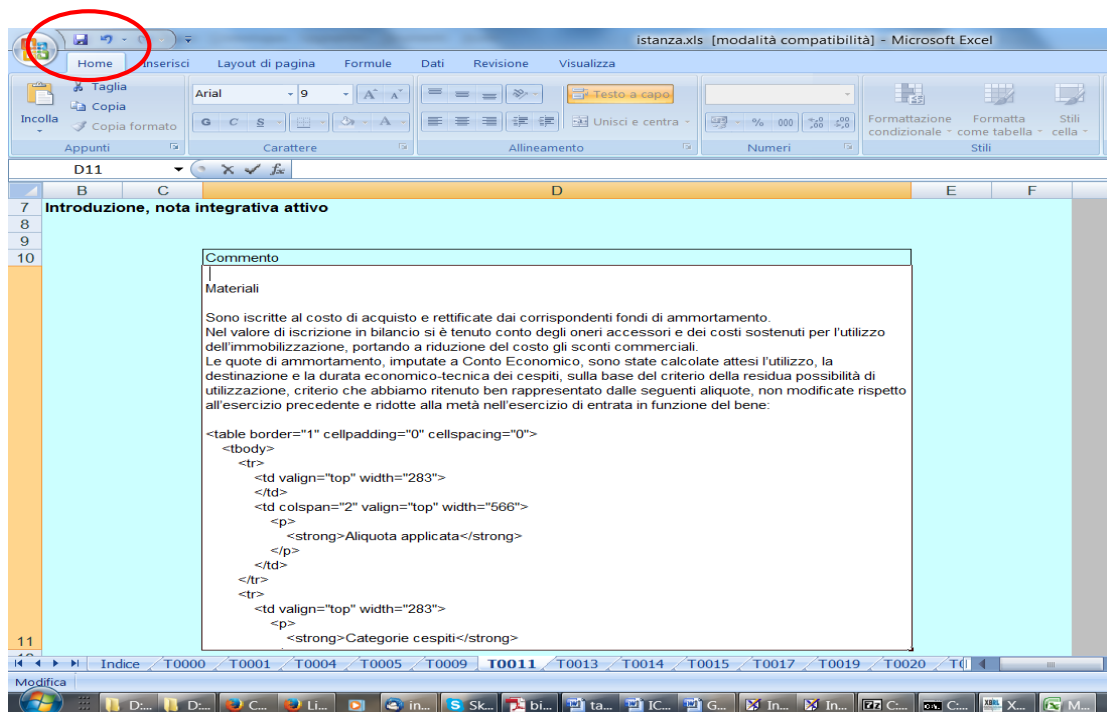 istanza.xls [modalità compatibilità] - Microsoft Excel
Home Inserisci Layout di pagina Formule Dati Revisione Visualizza
Taglia
Copia
Copia formato
Incolla
Arial 9 A A
Testo a capo
G C S A
Unisci e centra
% 000
Formattazione condizionale
Formatta come tabella
Stili cella
Appunti Carattere Allineamento Numeri Stili
D11 fx
B C D E F
7 Introduzione, nota integrativa attivo
8
9
10 Commento
Materiali
Sono iscritte al costo di acquisto e rettificate dai corrispondenti fondi di ammortamento.
Nel valore di iscrizione in bilancio si è tenuto conto degli oneri accessori e dei costi sostenuti per l'utilizzo
dell'immobilizzazione, portando a riduzione del costo gli sconti commerciali.
Le quote di ammortamento, imputate a Conto Economico, sono state calcolate attesi l'utilizzo, la
destinazione e la durata economico-tecnica dei cespiti, sulla base del criterio della residua possibilità di
utilizzazione, criterio che abbiamo ritenuto ben rappresentato dalle seguenti aliquote, non modificate rispetto
all'esercizio precedente e ridotte alla metà nell'esercizio di entrata in funzione del bene:
<table border="1" cellpadding="0" cellspacing="0">
<tbody>
<tr>
<td valign="top" width="283">
</td>
<td colspan="2" valign="top" width="566">
<p>
<strong>Aliquota applicata</strong>
</p>
</td>
</tr>
<tr>
<td valign="top" width="283">
<p>
11 <strong>Categorie cespiti</strong>
Indice T0000 T0001 T0004 T0005 T0009 T0011 T0013 T0014 T0015 T0017 T0019 T0020
Modifica
D:... D:... C... Li... in... Sk... bi... ta... IC... G... In... In... C:... C:... X... M...